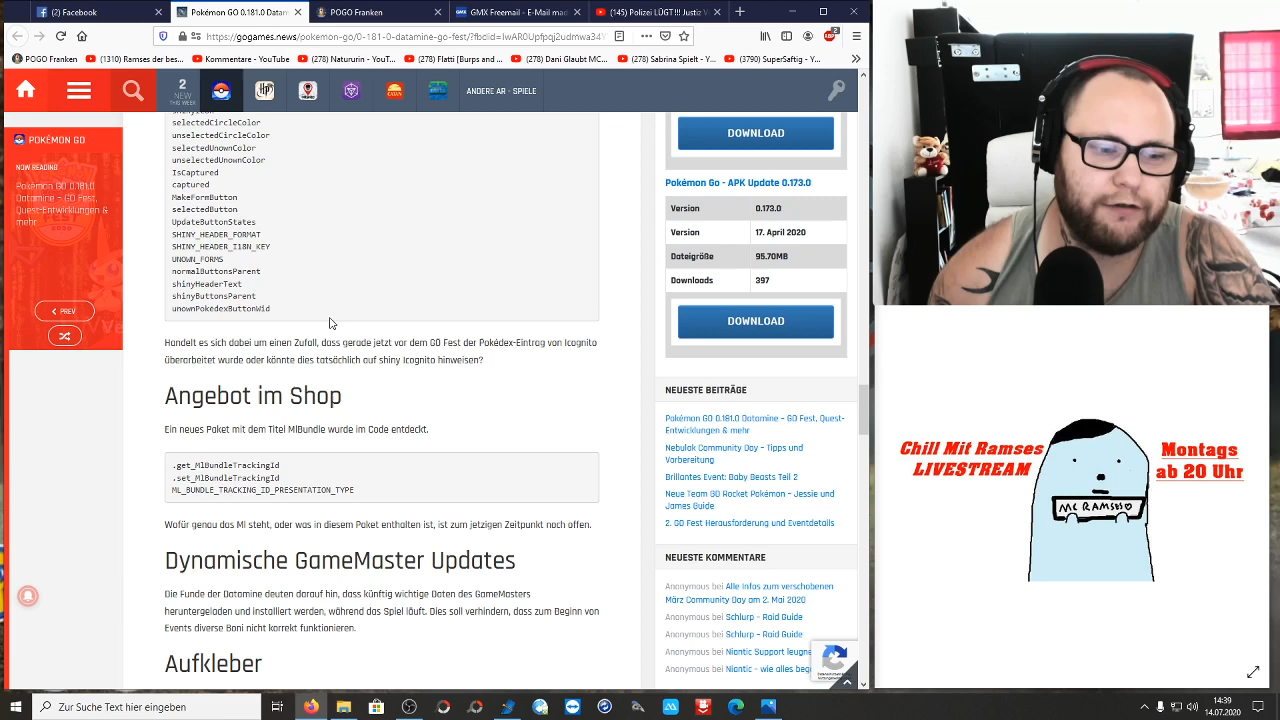 Facebook
Pokémon GO 0.181.0 Datamin
POGO Franken
GMX Freemail - E-Mail made
(145) Polizei LÜGT!!! Juste Vi
https://gogames.news/pokemon-go/0-181-0-datamine-go-fest/?fbclid=IwAR0Upfpqj2udmwa34Y
POGO Franken
(1310) Ramses der bes...
Kommentare - YouTube
(278) Naturruin - YouT...
(278) Flatti [Burps and ...
(278) Dani Glaubt MC...
(278) Sabrina Spielt - Y...
(3790) SuperSaftig - Y...
2
NEW
THIS WEEK
ANDERE AR - SPIELE
POKÉMON GO
NOW READING
Pokémon GO 0.181.0
Datamine – GO Fest,
Quest-Entwicklungen &
mehr
PREV
selectedCircleColor
unselectedCircleColor
selectedUnownColor
unselectedUnownColor
IsCaptured
captured
MakeFormButton
selectedButton
UpdateButtonStates
SHINY_HEADER_FORMAT
SHINY_HEADER_I18N_KEY
UNOWN_FORMS
normalButtonsParent
shinyHeaderText
shinyButtonsParent
unownPokedexButtonWid
Handelt es sich dabei um einen Zufall, dass gerade jetzt vor dem GO Fest der Pokédex-Eintrag von Icognito
überarbeitet wurde oder könnte dies tatsächlich auf shiny Icognito hinweisen?
Angebot im Shop
Ein neues Paket mit dem Titel MlBundle wurde im Code entdeckt.
.get_MlBundleTrackingId
.set_MlBundleTrackingId
ML_BUNDLE_TRACKING_ID_PRESENTATION_TYPE
Wofür genau das Ml steht, oder was in diesem Paket enthalten ist, ist zum jetzigen Zeitpunkt noch offen.
Dynamische GameMaster Updates
Die Funde der Datamine deuten darauf hin, dass künftig wichtige Daten des GameMasters
heruntergeladen und installiert werden, während das Spiel läuft. Dies soll verhindern, dass zum Beginn von
Events diverse Boni nicht korrekt funktionieren.
Aufkleber
DOWNLOAD
Pokémon Go - APK Update 0.173.0
Version 0.173.0
Version 17. April 2020
Dateigröße 95.70MB
Downloads 397
DOWNLOAD
NEUESTE BEITRÄGE
Pokémon GO 0.181.0 Datamine – GO Fest, Quest-
Entwicklungen & mehr
Nebulak Community Day – Tipps und
Vorbereitung
Brillantes Event: Baby Beasts Teil 2
Neue Team GO Rocket Pokémon – Jessie und
James Guide
2. GO Fest Herausforderung und Eventdetails
NEUESTE KOMMENTARE
Anonymous bei Alle Infos zum verschobenen
März Community Day am 2. Mai 2020
Anonymous bei Schlurp – Raid Guide
Anonymous bei Schlurp – Raid Guide
Anonymous bei Niantic Support leugne
Anonymous bei Niantic – wie alles beg
Chill Mit Ramses
LIVESTREAM
Montags
ab 20 Uhr
MC RAMSES
Zur Suche Text hier eingeben
14:39
14.07.2020